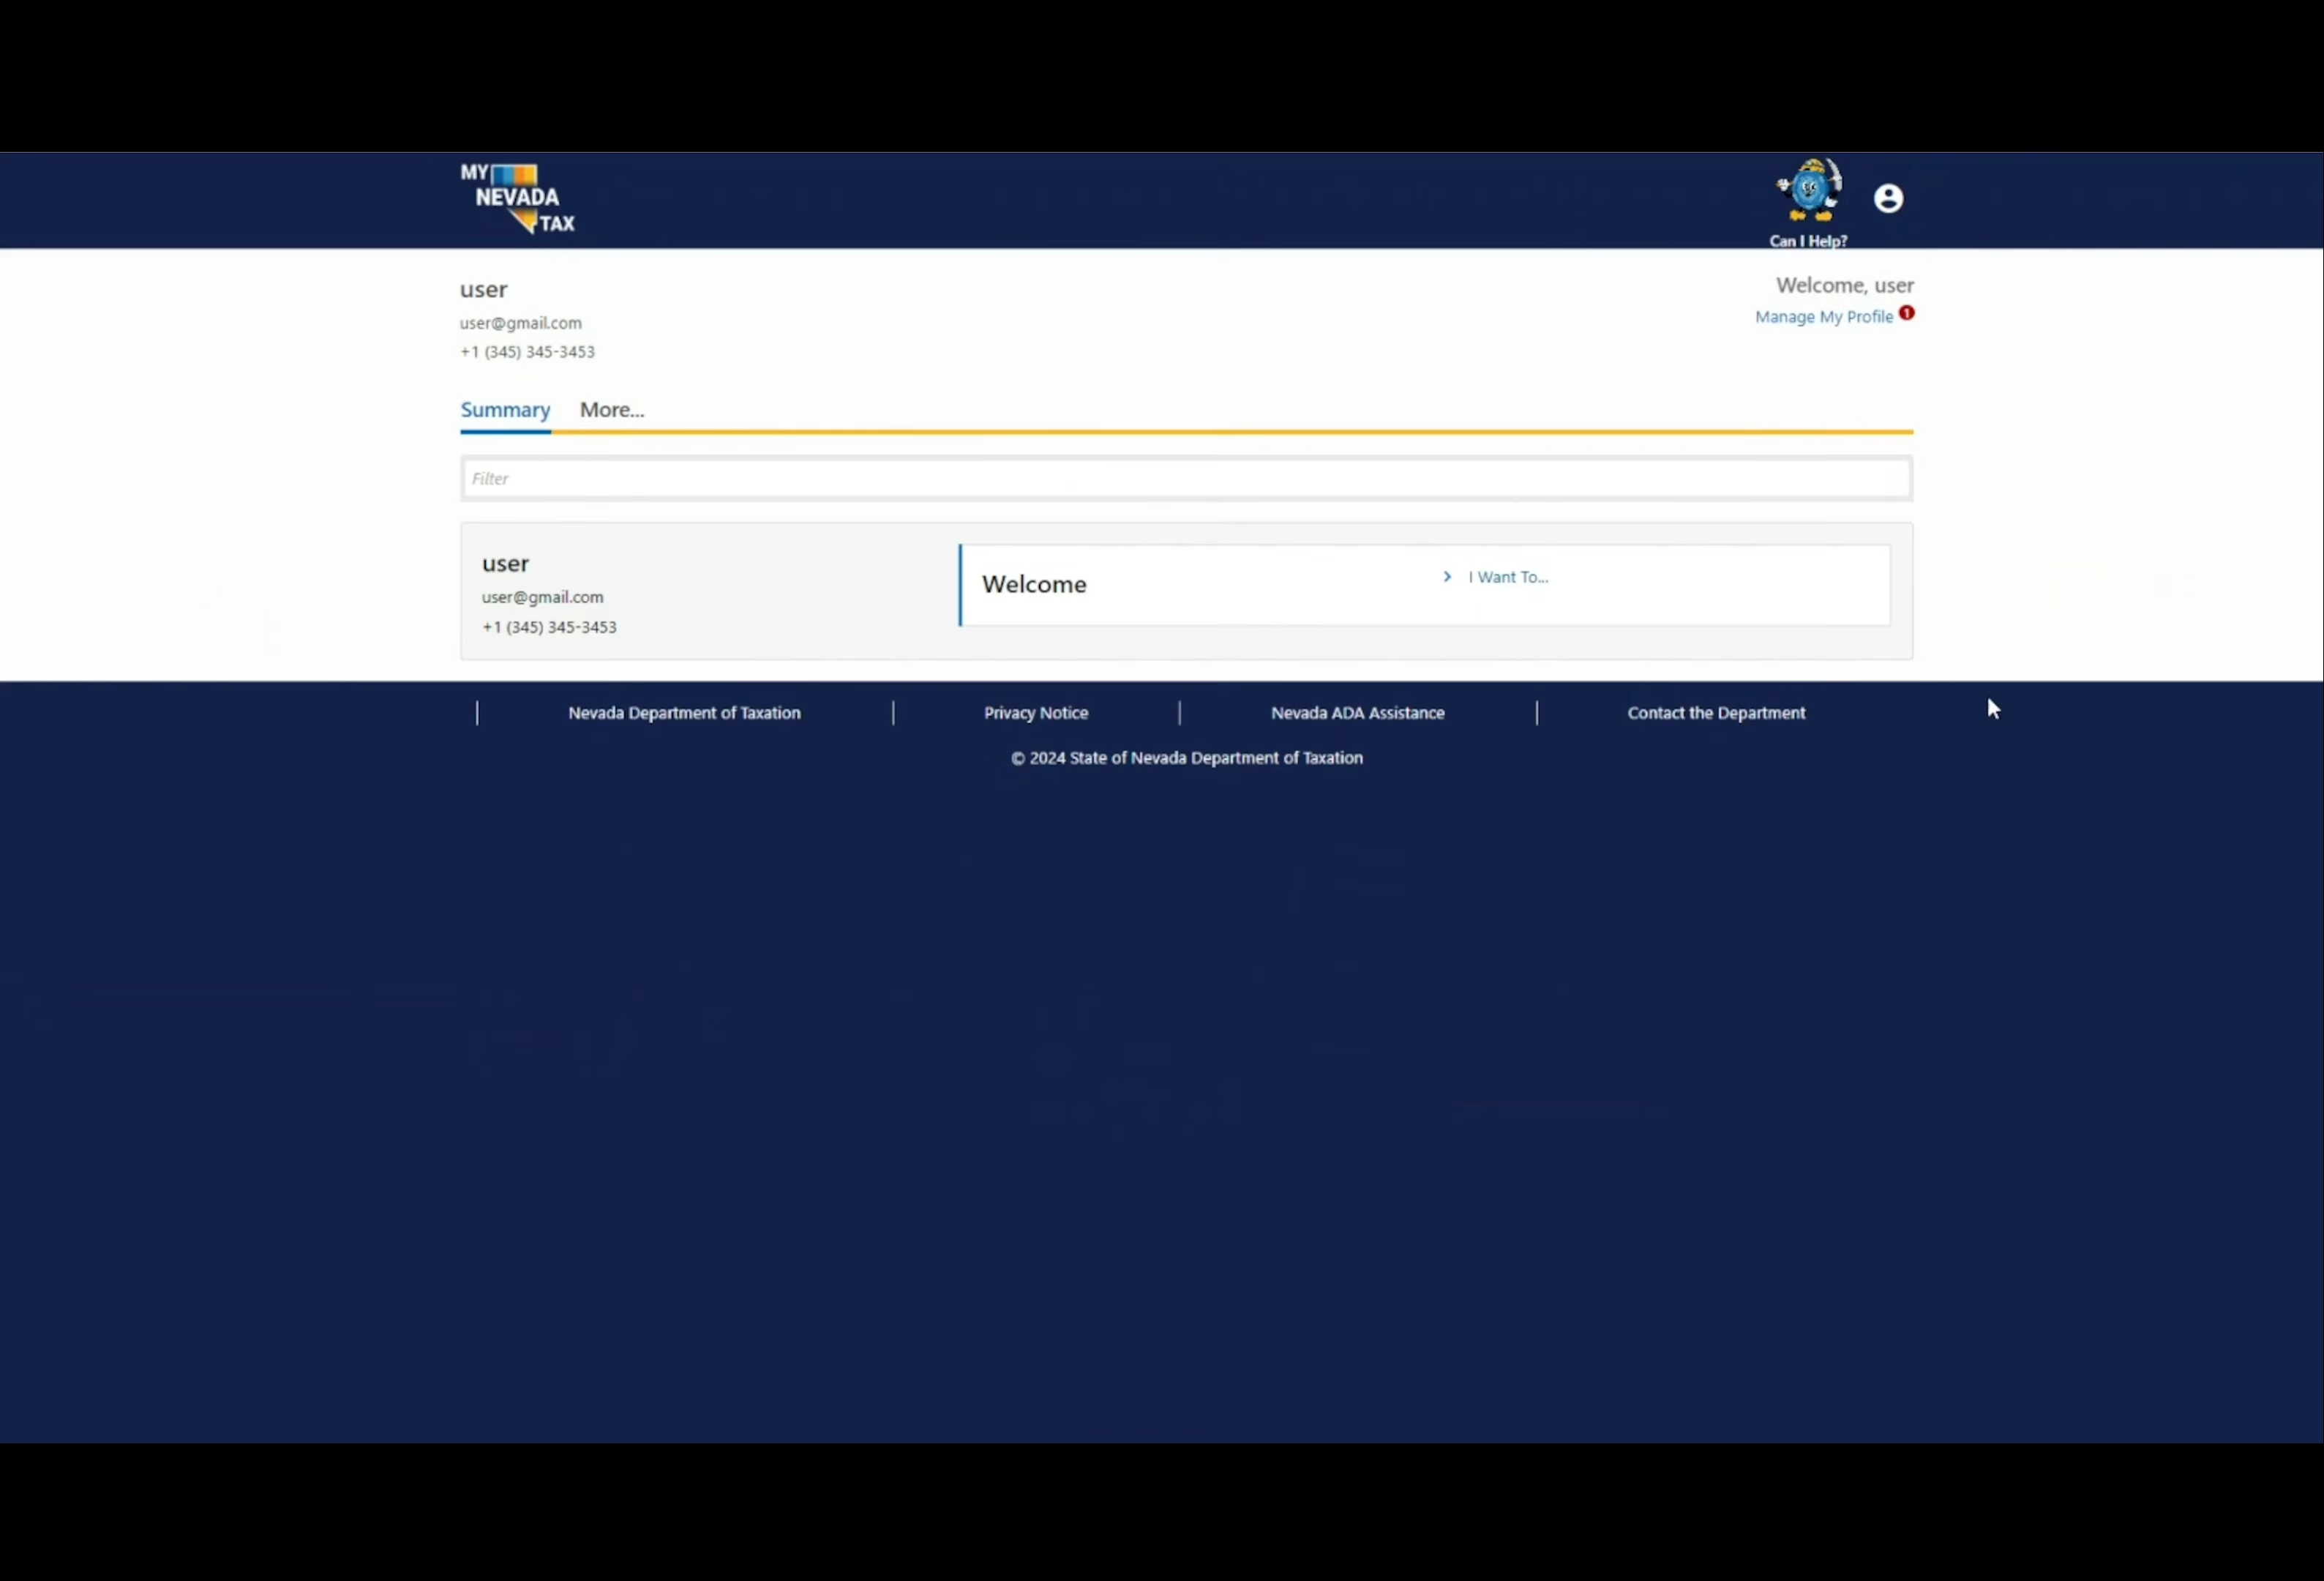 MY
NEVADA
TAX
Can I Help?
user
Welcome, user
user@gmail.com
Manage My Profile 1
+1 (345) 345-3453
Summary More...
Filter
user
user@gmail.com
+1 (345) 345-3453
Welcome
I Want To...
Nevada Department of Taxation | Privacy Notice | Nevada ADA Assistance | Contact the Department
© 2024 State of Nevada Department of Taxation